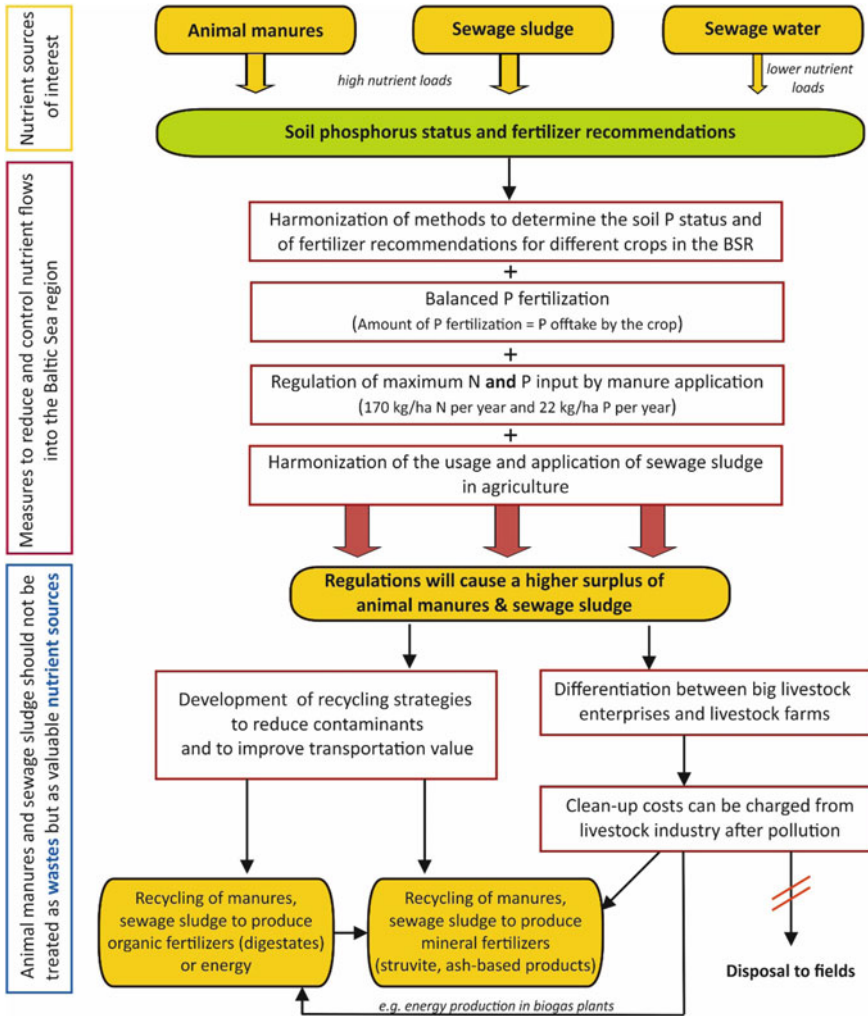 Nutrient sources
of interest
Animal manures
Sewage sludge
Sewage water
high nutrient loads
lower nutrient
loads
Soil phosphorus status and fertilizer recommendations
Measures to reduce and control nutrient flows
into the Baltic Sea region
Harmonization of methods to determine the soil P status and
of fertilizer recommendations for different crops in the BSR
+
Balanced P fertilization
(Amount of P fertilization = P offtake by the crop)
+
Regulation of maximum N and P input by manure application
(170 kg/ha N per year and 22 kg/ha P per year)
+
Harmonization of the usage and application of sewage sludge
in agriculture
Animal manures and sewage sludge should not be
treated as wastes but as valuable nutrient sources
Regulations will cause a higher surplus of
animal manures & sewage sludge
Development of recycling strategies
to reduce contaminants
and to improve transportation value
Differentiation between big livestock
enterprises and livestock farms
Clean-up costs can be charged from
livestock industry after pollution
Recycling of manures,
sewage sludge to produce
organic fertilizers (digestates)
or energy
Recycling of manures,
sewage sludge to produce
mineral fertilizers
(struvite, ash-based products)
Disposal to fields
e.g. energy production in biogas plants